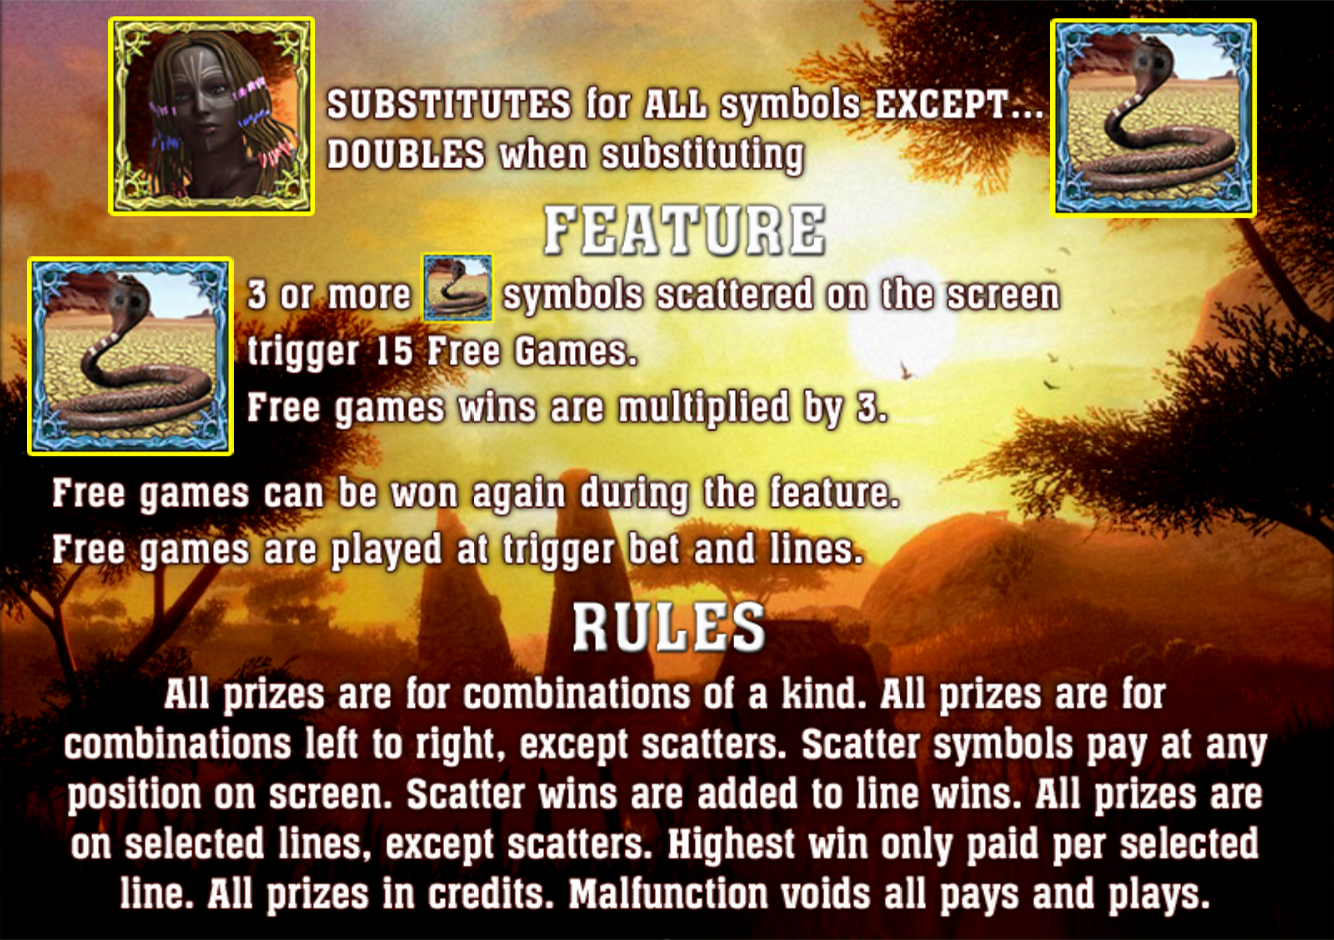 SUBSTITUTES for ALL symbols EXCEPT...
DOUBLES when substituting
FEATURE
3 or more symbols scattered on the screen
trigger 15 Free Games.
Free games wins are multiplied by 3.
Free games can be won again during the feature.
Free games are played at trigger bet and lines.
RULES
All prizes are for combinations of a kind. All prizes are for
combinations left to right, except scatters. Scatter symbols pay at any
position on screen. Scatter wins are added to line wins. All prizes are
on selected lines, except scatters. Highest win only paid per selected
line. All prizes in credits. Malfunction voids all pays and plays.